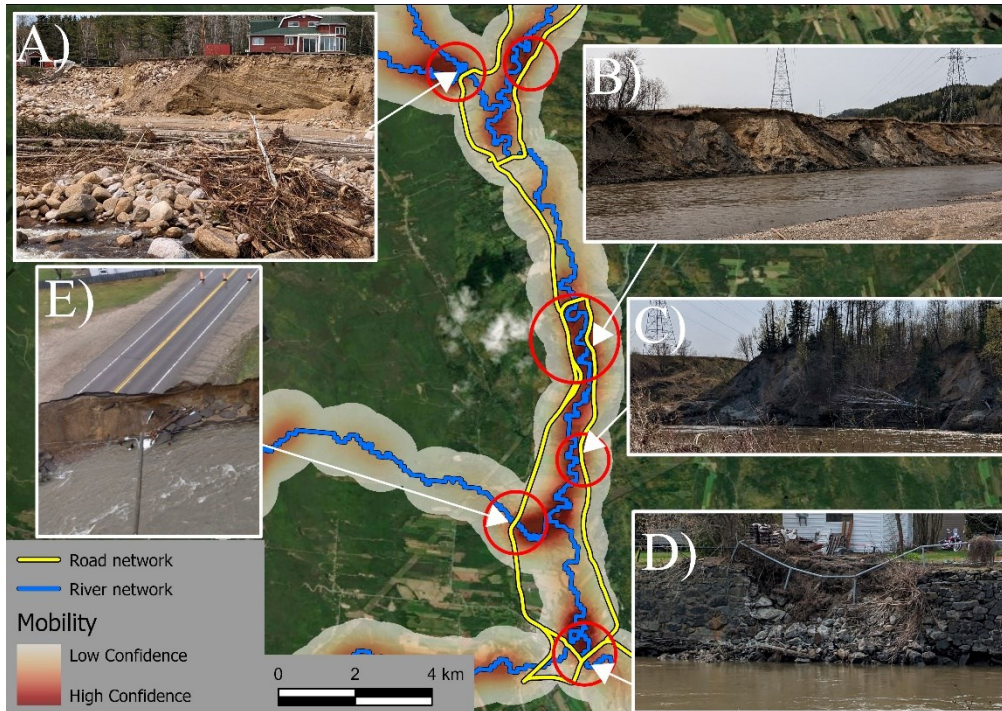 A)
B)
C)
D)
E)
Road network
River network
Mobility
Low Confidence
High Confidence
0 2 4 km